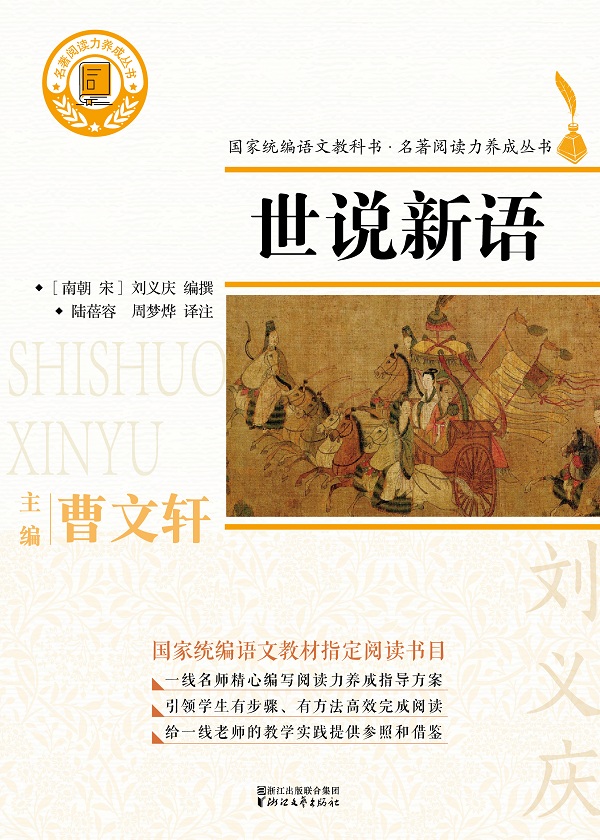 名著阅读力养成丛书
国家统编语文教科书·名著阅读力养成丛书
世说新语
[南朝 宋] 刘义庆 编撰
陆蓓容 周梦烨 译注
SHISHUO
XINYU
主编
曹文轩
刘义庆
国家统编语文教材指定阅读书目
一线名师精心编写阅读力养成指导方案
引领学生有步骤、有方法高效完成阅读
给一线老师的教学实践提供参照和借鉴
浙江出版联合集团
浙江文艺出版社